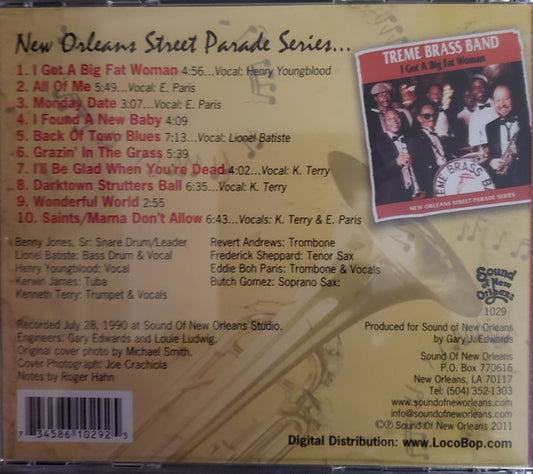 New Orleans Street Parade Series...
1. I Got A Big Fat Woman 4:56...Vocal: Henry Youngblood
2. All Of Me 5:49...Vocal: E. Paris
3. Monday Date 3:07...Vocal: E. Paris
4. I Found A New Baby 4:09
5. Back Of Town Blues 7:13...Vocal: Lionel Batiste
6. Grazin' In The Grass 5:39
7. I'll Be Glad When You're Dead 4:02...Vocal: K. Terry
8. Darktown Strutters Ball 6:35...Vocal: K. Terry
9. Wonderful World 2:55
10. Saints/Mama Don't Allow 6:43...Vocals: K. Terry & E. Paris
TREME BRASS BAND
I Got A Big Fat Woman
EME BRASS BA
NEW ORLEANS STREET PARADE SERIES
Benny Jones, Sr: Snare Drum/Leader
Lionel Batiste: Bass Drum & Vocal
Henry Youngblood: Vocal
Kerwin James: Tuba
Kenneth Terry: Trumpet & Vocals
Revert Andrews: Trombone
Frederick Sheppard: Tenor Sax
Eddie Boh Paris: Trombone & Vocals
Butch Gomez: Soprano Sax:
Sound
of New
Orleans
1029
Recorded July 28, 1990 at Sound Of New Orleans Studio.
Engineers: Gary Edwards and Louie Ludwig.
Original cover photo by Michael Smith.
Cover Photograph: Joe Crachiola
Notes by Roger Hahn
Produced for Sound of New Orleans
by Gary J. Edwards
Sound Of New Orleans
P.O. Box 770616
New Orleans, LA 70117
Tel: (504) 352-1303
www.soundofneworleans.com
info@soundofneworleans.com
©℗ Sound Of New Orleans 2011
7 34586 10292 5
Digital Distribution: www.LocoBop.com